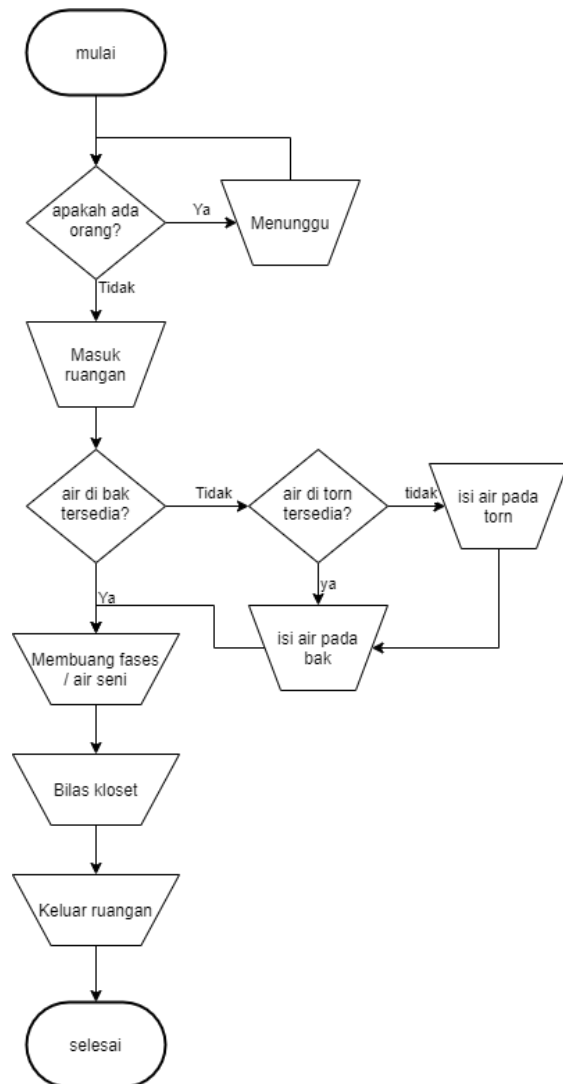 mulai
apakah ada
orang?
Ya
Menunggu
Tidak
Masuk
ruangan
air di bak
tersedia?
Tidak
air di torn
tersedia?
tidak
isi air pada
torn
Ya
ya
isi air pada
bak
Membuang fases
/ air seni
Bilas kloset
Keluar ruangan
selesai